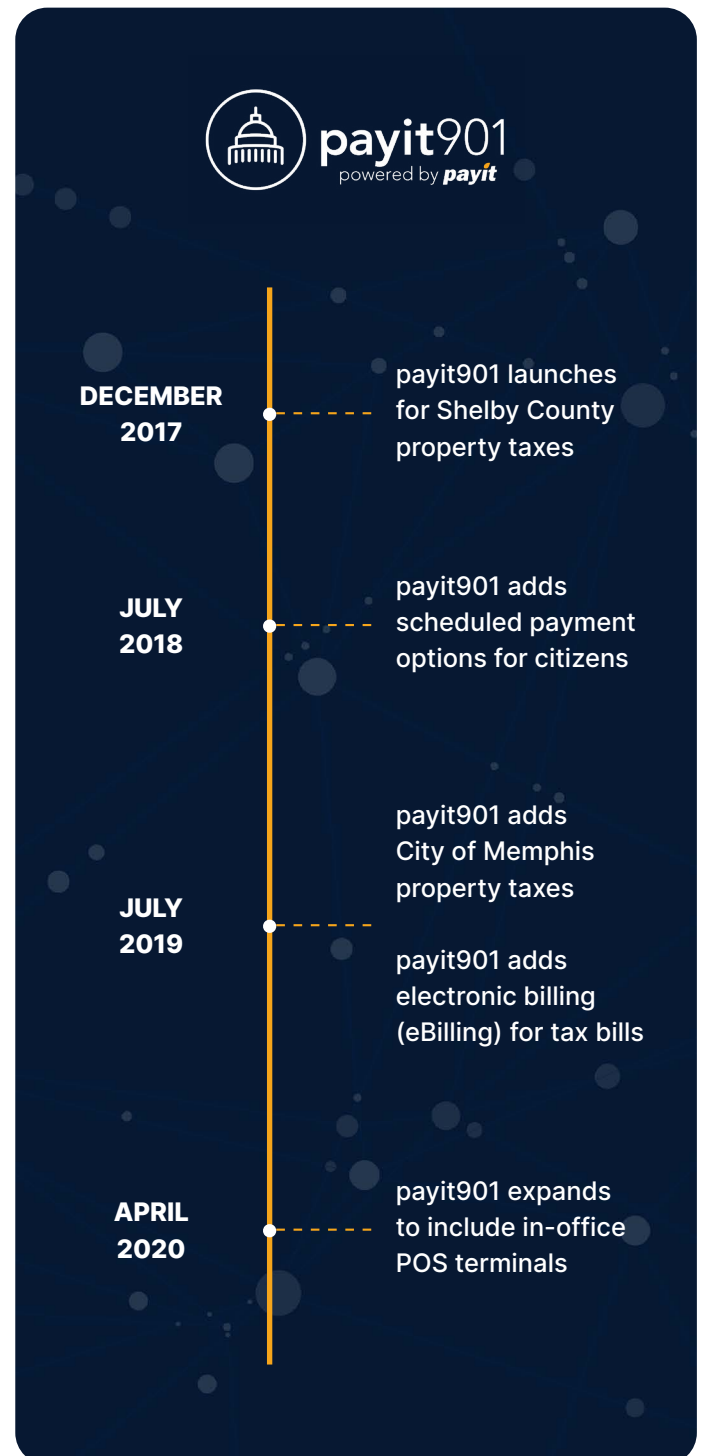 payit901
powered by payit
DECEMBER
2017
payit901 launches
for Shelby County
property taxes
JULY
2018
payit901 adds
scheduled payment
options for citizens
JULY
2019
payit901 adds
City of Memphis
property taxes
payit901 adds
electronic billing
(eBilling) for tax bills
APRIL
2020
payit901 expands
to include in-office
POS terminals